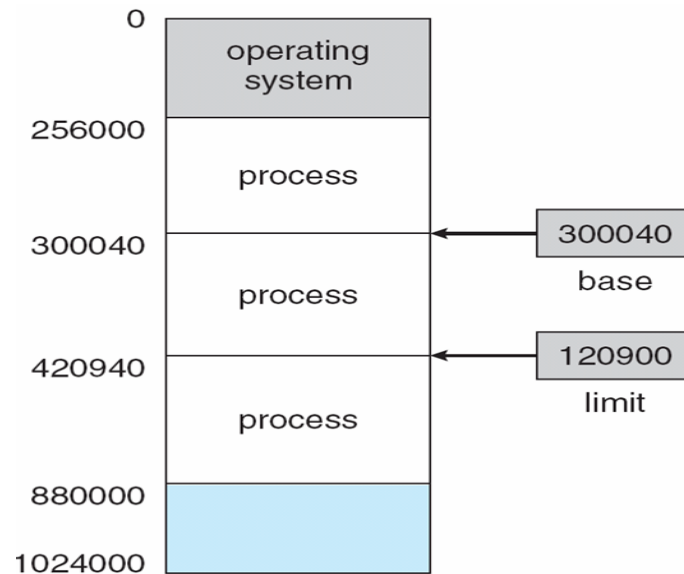 0
operating
system
256000
process
300040
300040
base
process
420940
120900
limit
process
880000
1024000